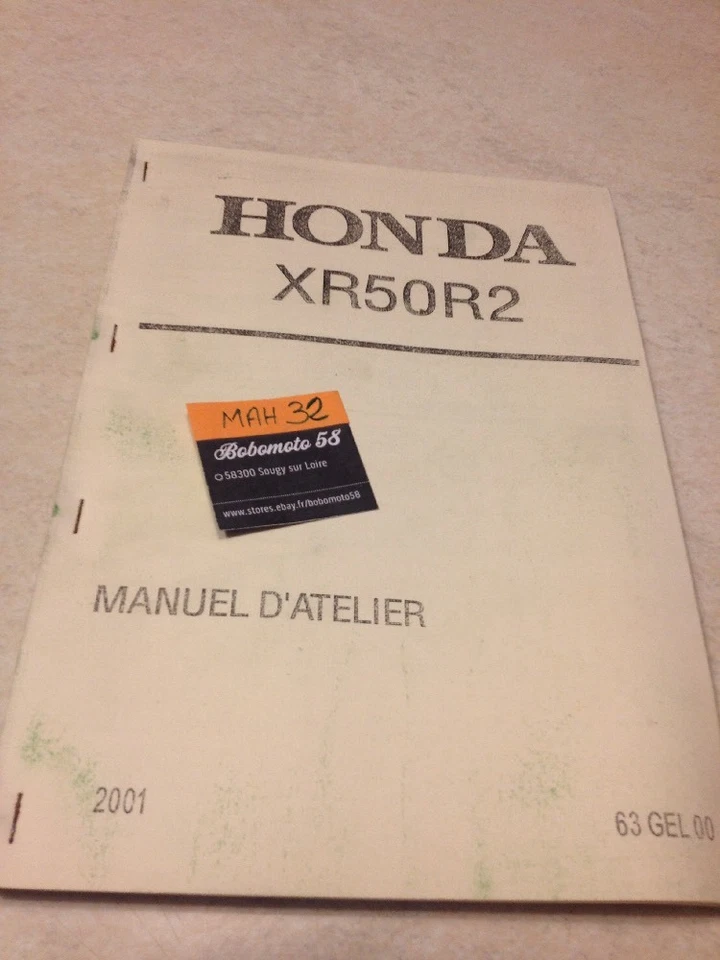 HONDA
XR50R2
MAH 32
Bobomoto 58
58300 Sougy sur Loire
www.stores.ebay.fr/bobomoto58
MANUEL D'ATELIER
2001
63 GEL 00